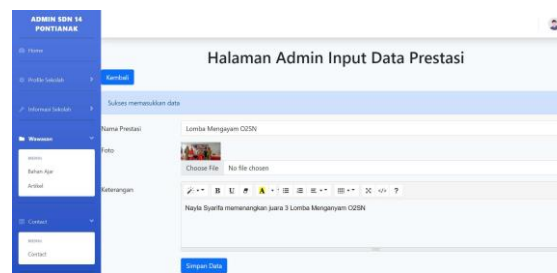 ADMIN SDN 14
PONTIANAK
Home
Profile Sekolah
Informasi Sekolah
Wawasan
Bahan Ajar
Artikel
Contact
Contact
Halaman Admin Input Data Prestasi
Kembali
Sukses memasukkan data
Nama Prestasi
Lomba Mengayam O2SN
Foto
Choose File No file chosen
Keterangan
B U A ?
Nayla Syarifa memenangkan juara 3 Lomba Menganyam O2SN
Simpan Data